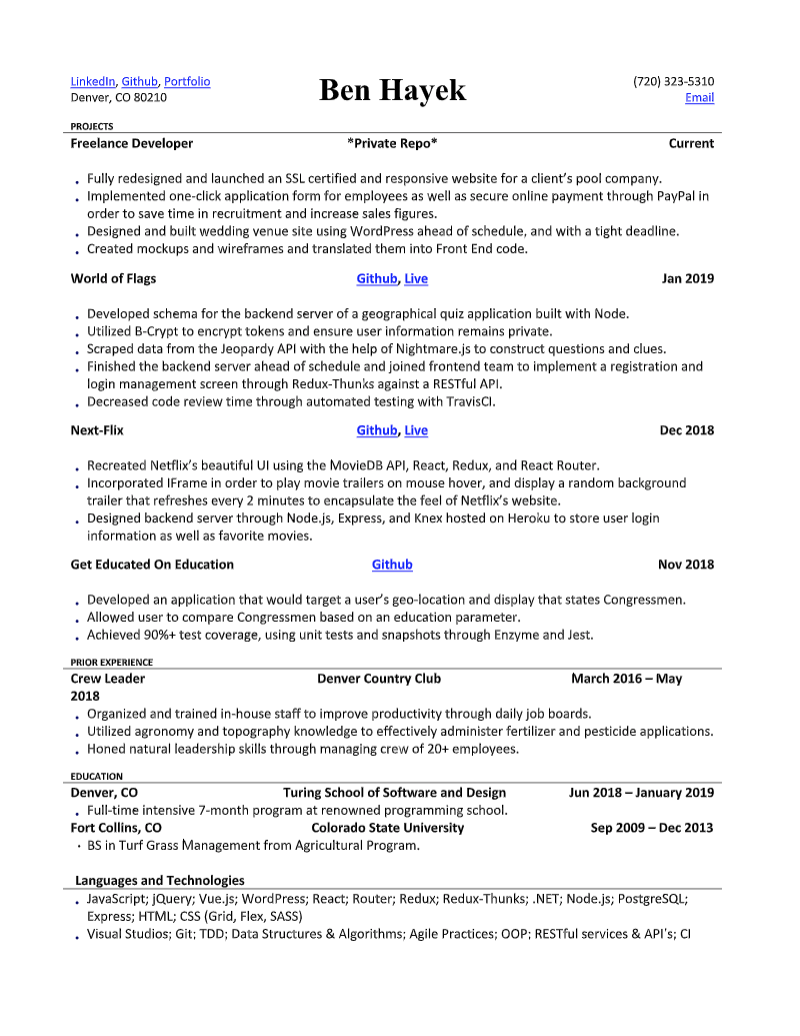 LinkedIn, Github, Portfolio Ben Hayek (720) 323-5310
Denver, CO 80210 Email
PROJECTS
Freelance Developer *Private Repo* Current
• Fully redesigned and launched an SSL certified and responsive website for a client's pool company.
• Implemented one-click application form for employees as well as secure online payment through PayPal in
order to save time in recruitment and increase sales figures.
• Designed and built wedding venue site using WordPress ahead of schedule, and with a tight deadline.
• Created mockups and wireframes and translated them into Front End code.
World of Flags Github, Live Jan 2019
• Developed schema for the backend server of a geographical quiz application built with Node.
• Utilized B-Crypt to encrypt tokens and ensure user information remains private.
• Scraped data from the Jeopardy API with the help of Nightmare.js to construct questions and clues.
• Finished the backend server ahead of schedule and joined frontend team to implement a registration and
login management screen through Redux-Thunks against a RESTful API.
• Decreased code review time through automated testing with TravisCI.
Next-Flix Github, Live Dec 2018
• Recreated Netflix's beautiful UI using the MovieDB API, React, Redux, and React Router.
• Incorporated IFrame in order to play movie trailers on mouse hover, and display a random background
trailer that refreshes every 2 minutes to encapsulate the feel of Netflix's website.
• Designed backend server through Node.js, Express, and Knex hosted on Heroku to store user login
information as well as favorite movies.
Get Educated On Education Github Nov 2018
• Developed an application that would target a user's geo-location and display that states Congressmen.
• Allowed user to compare Congressmen based on an education parameter.
• Achieved 90%+ test coverage, using unit tests and snapshots through Enzyme and Jest.
PRIOR EXPERIENCE
Crew Leader Denver Country Club March 2016 – May
2018
• Organized and trained in-house staff to improve productivity through daily job boards.
• Utilized agronomy and topography knowledge to effectively administer fertilizer and pesticide applications.
• Honed natural leadership skills through managing crew of 20+ employees.
EDUCATION
Denver, CO Turing School of Software and Design Jun 2018 – January 2019
• Full-time intensive 7-month program at renowned programming school.
Fort Collins, CO Colorado State University Sep 2009 – Dec 2013
· BS in Turf Grass Management from Agricultural Program.
Languages and Technologies
• JavaScript; jQuery; Vue.js; WordPress; React; Router; Redux; Redux-Thunks; .NET; Node.js; PostgreSQL;
Express; HTML; CSS (Grid, Flex, SASS)
• Visual Studios; Git; TDD; Data Structures & Algorithms; Agile Practices; OOP; RESTful services & API's; CI